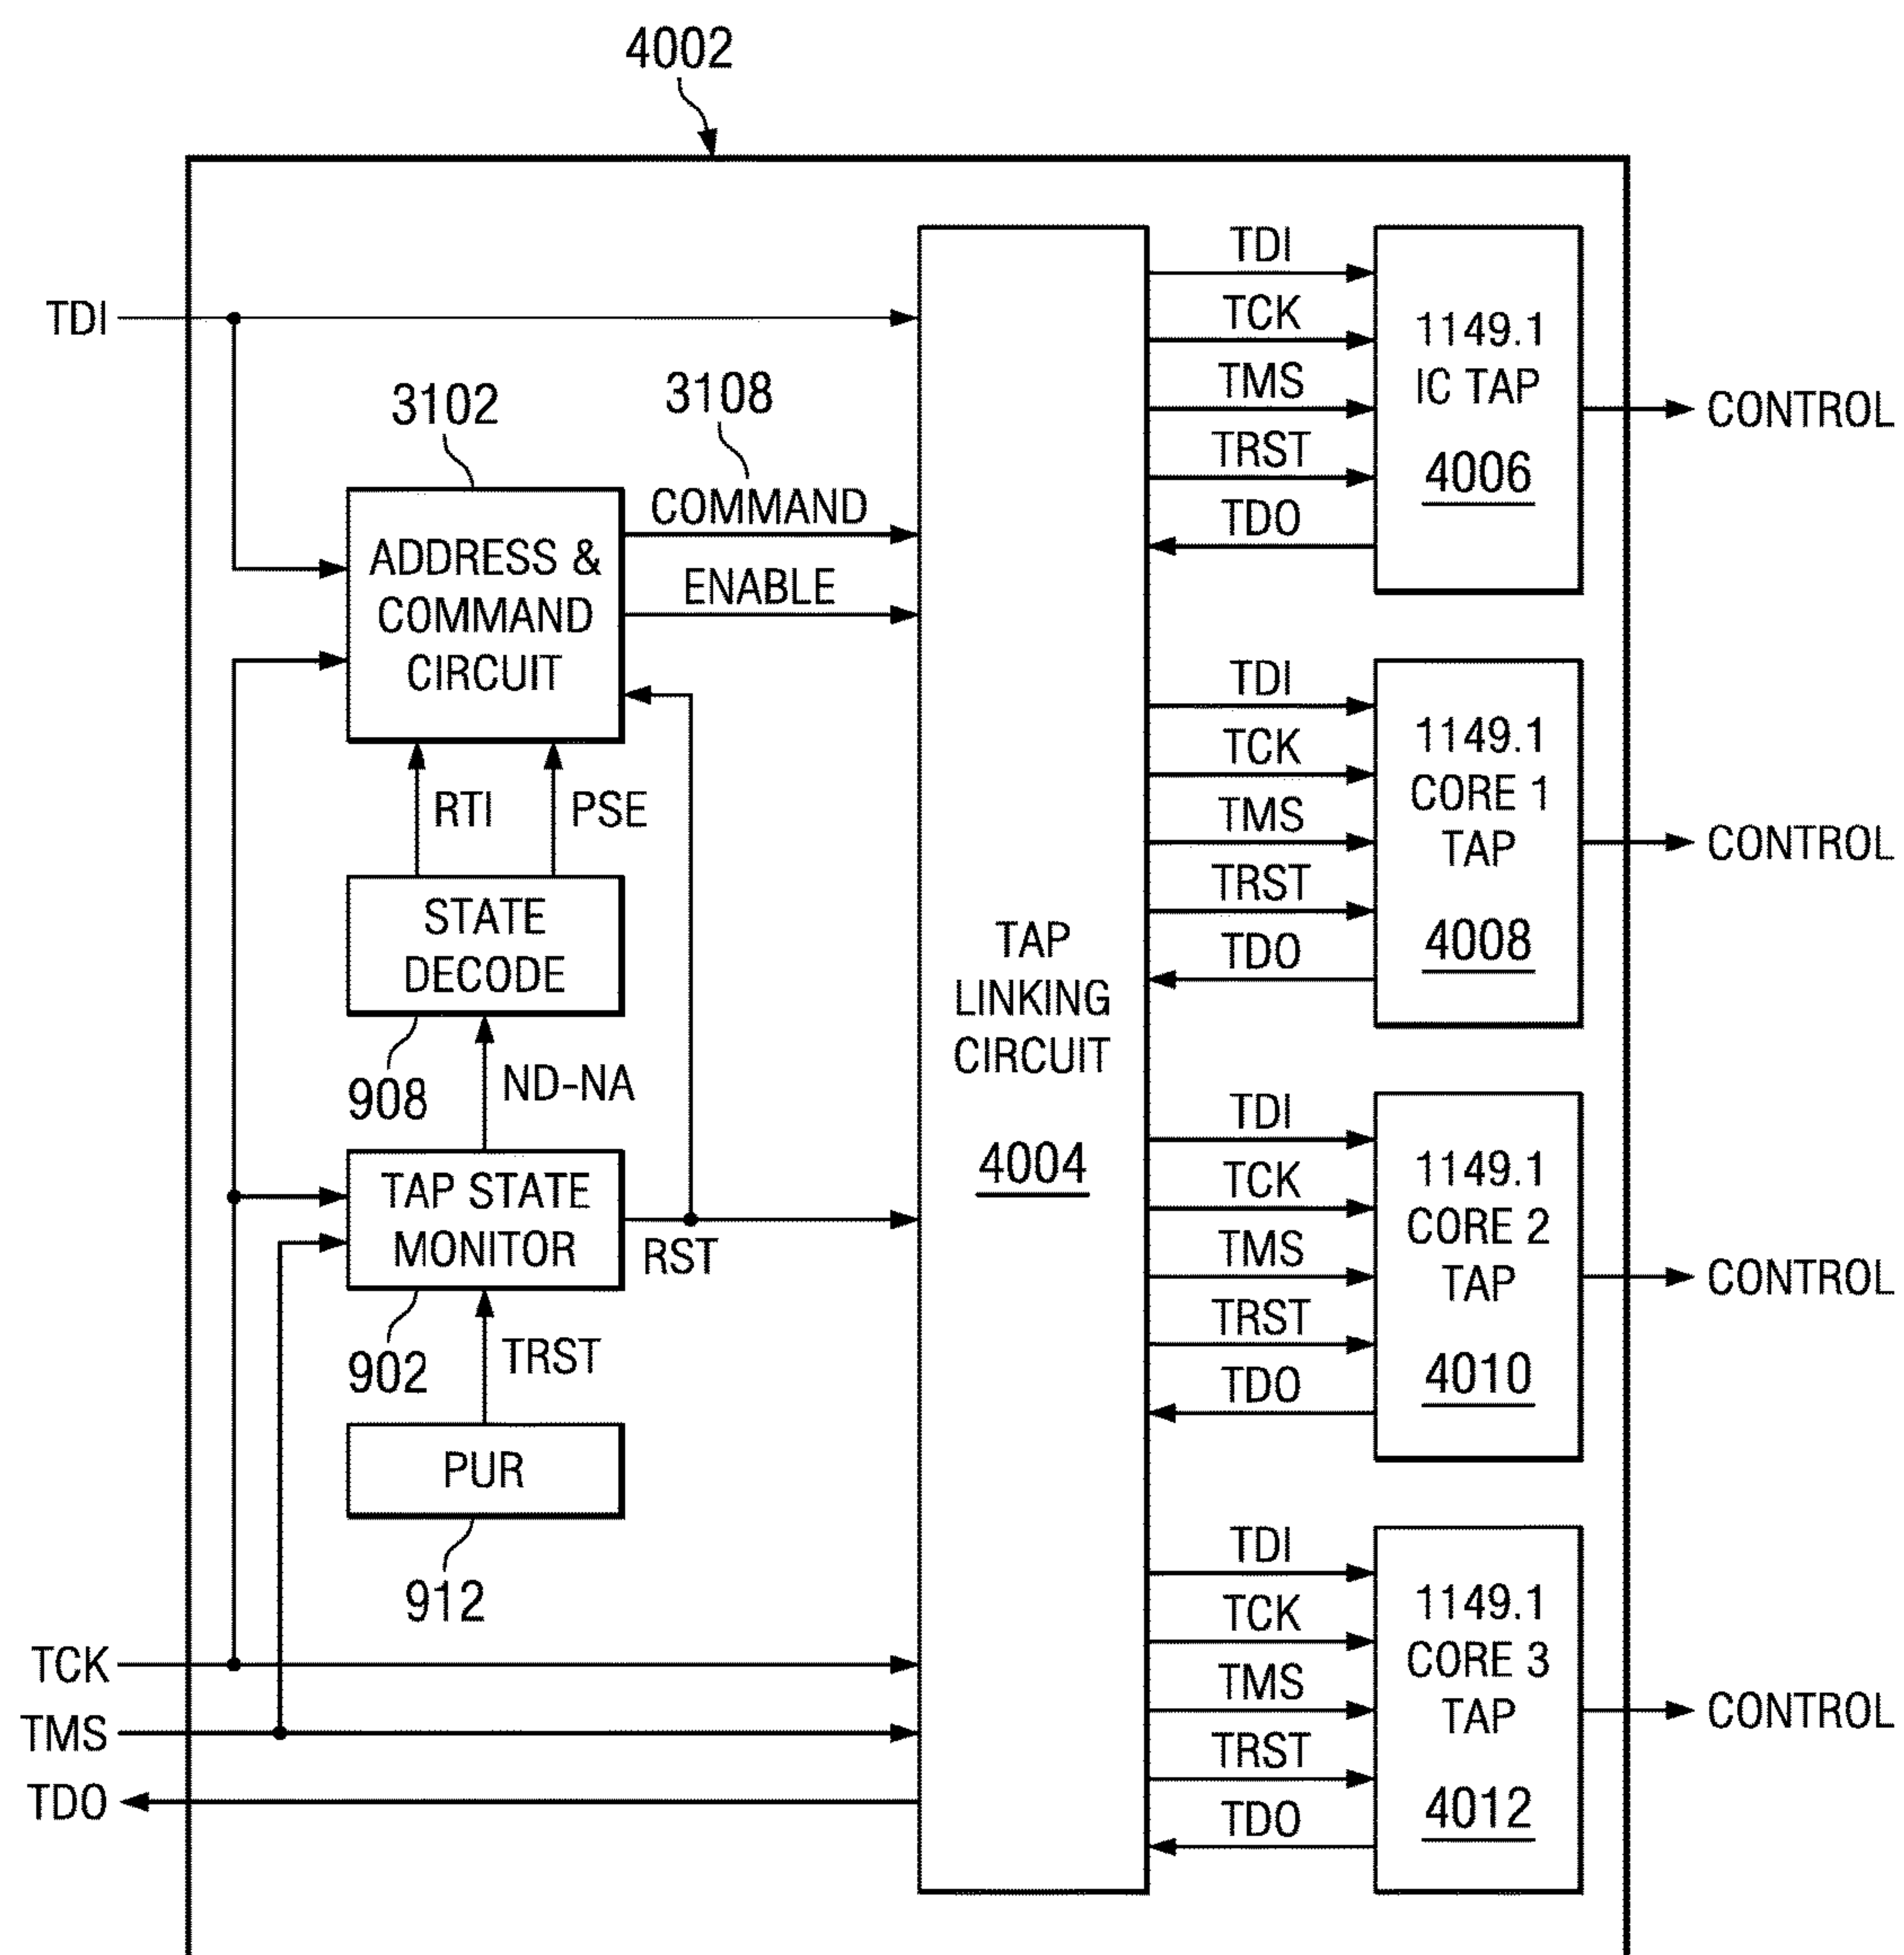 4002
TDI
3102
3108
ADDRESS &
COMMAND
CIRCUIT
COMMAND
ENABLE
RTI
PSE
STATE
DECODE
908
ND-NA
TAP STATE
MONITOR
RST
902
TRST
PUR
912
TCK
TMS
TDO
TAP
LINKING
CIRCUIT
4004
TDI
TCK
TMS
TRST
TDO
1149.1
IC TAP
4006
CONTROL
TDI
TCK
TMS
TRST
TDO
1149.1
CORE 1
TAP
4008
CONTROL
TDI
TCK
TMS
TRST
TDO
1149.1
CORE 2
TAP
4010
CONTROL
TDI
TCK
TMS
TRST
TDO
1149.1
CORE 3
TAP
4012
CONTROL